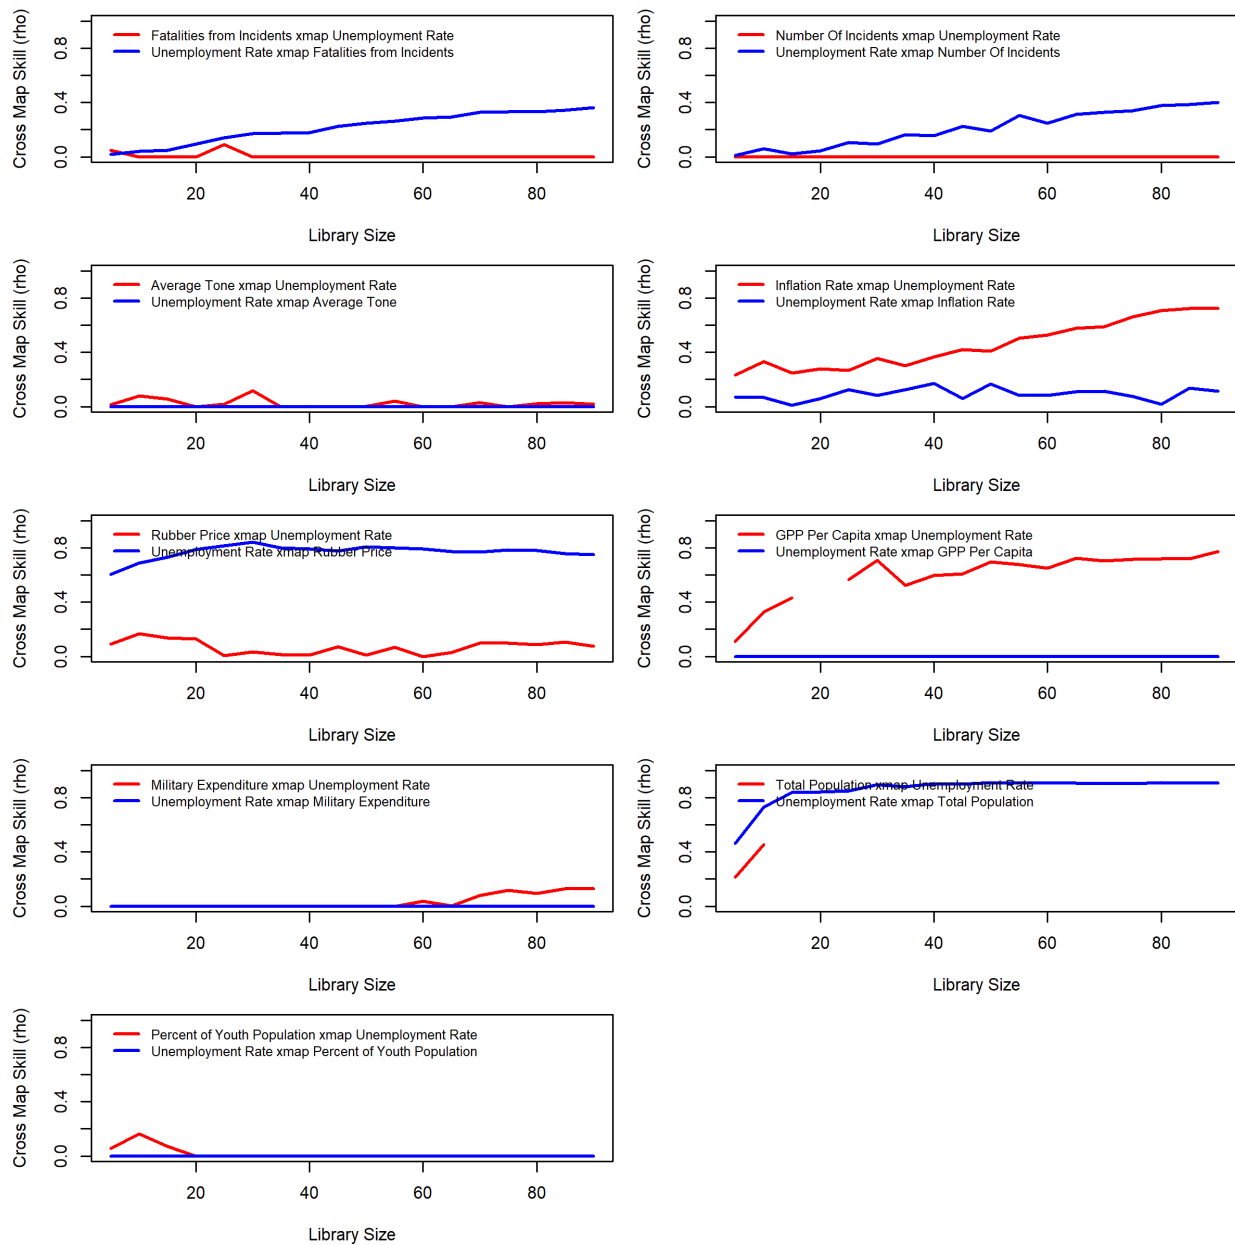 Fatalities from Incidents xmap Unemployment Rate
Unemployment Rate xmap Fatalities from Incidents
Cross Map Skill (rho)
0.8
0.4
0.0
20 40 60 80
Library Size
Number Of Incidents xmap Unemployment Rate
Unemployment Rate xmap Number Of Incidents
Cross Map Skill (rho)
0.8
0.4
0.0
20 40 60 80
Library Size
Average Tone xmap Unemployment Rate
Unemployment Rate xmap Average Tone
Cross Map Skill (rho)
0.8
0.4
0.0
20 40 60 80
Library Size
Inflation Rate xmap Unemployment Rate
Unemployment Rate xmap Inflation Rate
Cross Map Skill (rho)
0.8
0.4
0.0
20 40 60 80
Library Size
Rubber Price xmap Unemployment Rate
Unemployment Rate xmap Rubber Price
Cross Map Skill (rho)
0.8
0.4
0.0
20 40 60 80
Library Size
GPP Per Capita xmap Unemployment Rate
Unemployment Rate xmap GPP Per Capita
Cross Map Skill (rho)
0.8
0.4
0.0
20 40 60 80
Library Size
Military Expenditure xmap Unemployment Rate
Unemployment Rate xmap Military Expenditure
Cross Map Skill (rho)
0.8
0.4
0.0
20 40 60 80
Library Size
Total Population xmap Unemployment Rate
Unemployment Rate xmap Total Population
Cross Map Skill (rho)
0.8
0.4
0.0
20 40 60 80
Library Size
Percent of Youth Population xmap Unemployment Rate
Unemployment Rate xmap Percent of Youth Population
Cross Map Skill (rho)
0.8
0.4
0.0
20 40 60 80
Library Size